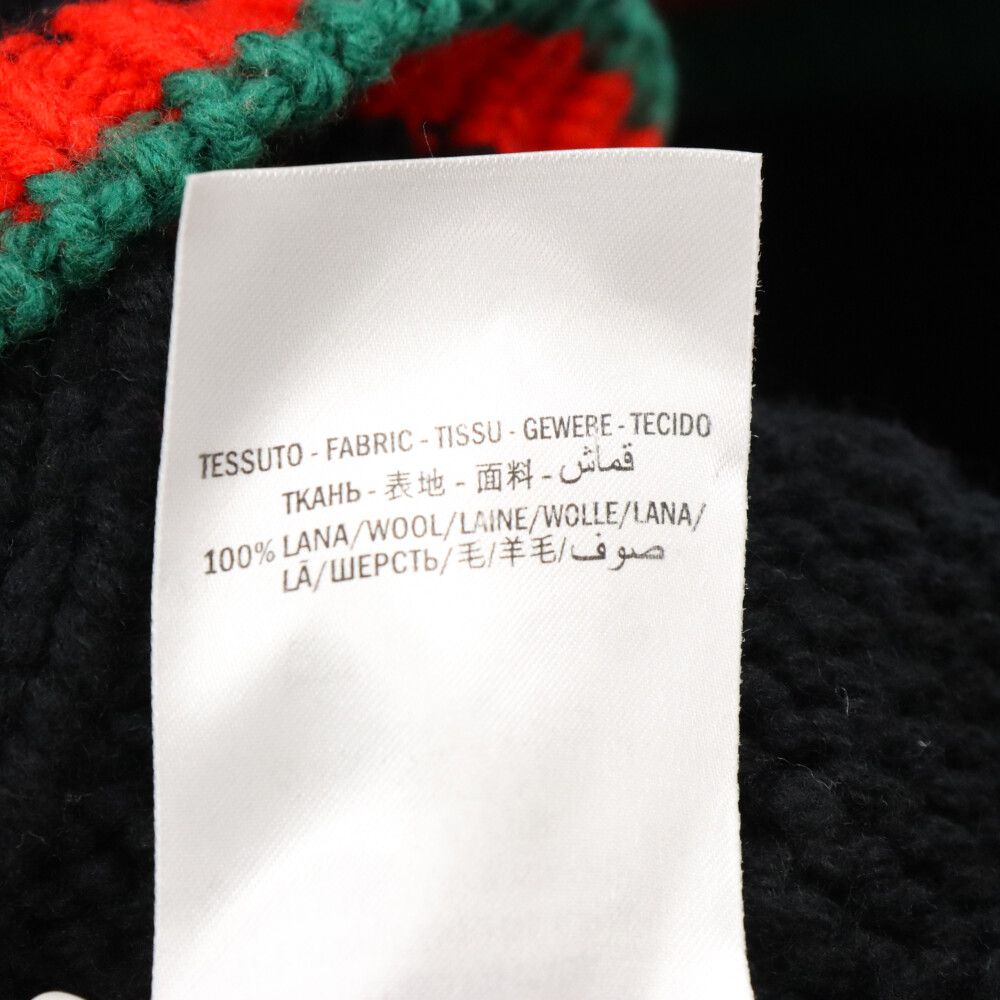 TESSUTO - FABRIC - TISSU - GEWEBE - TECIDO
ТКАНЬ - 表地 - 面料 - قماش
100% LANA/WOOL/LAINE/WOLLE/LANA/
LÃ/ШЕРСТЬ/毛/羊毛/صوف